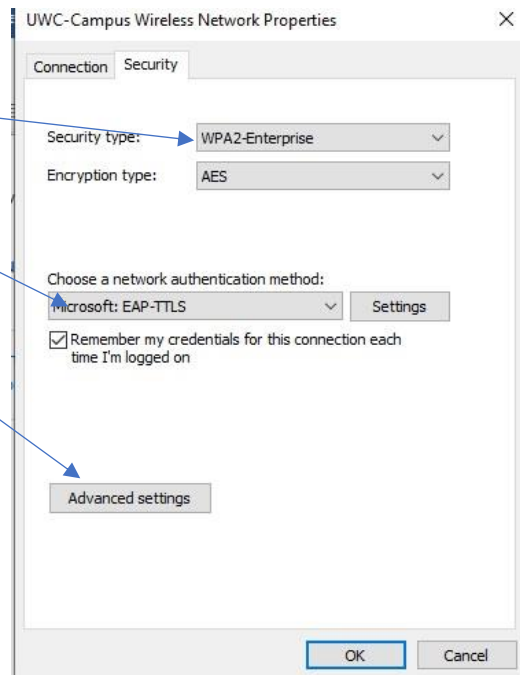 UWC-Campus Wireless Network Properties
Connection Security
Security type: WPA2-Enterprise
Encryption type: AES
Choose a network authentication method:
Microsoft: EAP-TTLS Settings
Remember my credentials for this connection each
time I'm logged on
Advanced settings
OK Cancel